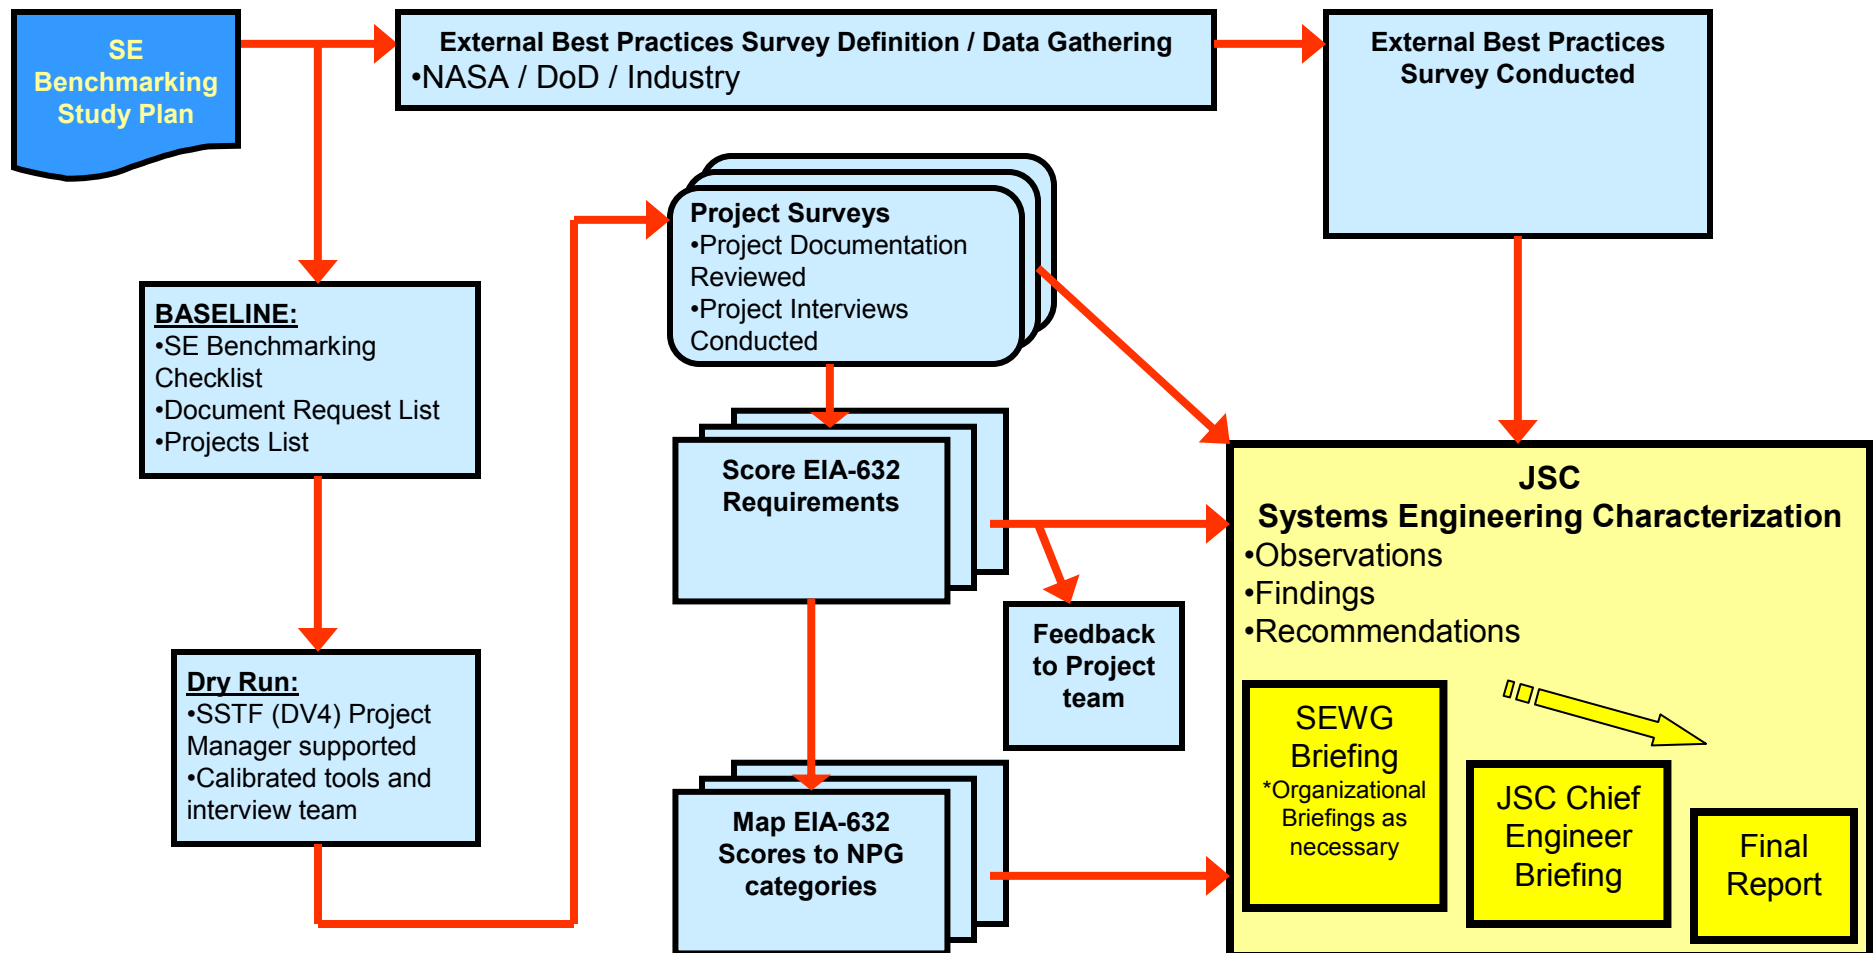 SE
Benchmarking
Study Plan
External Best Practices Survey Definition / Data Gathering
•NASA / DoD / Industry
External Best Practices
Survey Conducted
Project Surveys
•Project Documentation
Reviewed
•Project Interviews
Conducted
BASELINE:
•SE Benchmarking
Checklist
•Document Request List
•Projects List
Score EIA-632
Requirements
JSC
Systems Engineering Characterization
•Observations
•Findings
•Recommendations
Feedback
to Project
team
Dry Run:
•SSTF (DV4) Project
Manager supported
•Calibrated tools and
interview team
Map EIA-632
Scores to NPG
categories
SEWG
Briefing
*Organizational
Briefings as
necessary
JSC Chief
Engineer
Briefing
Final
Report